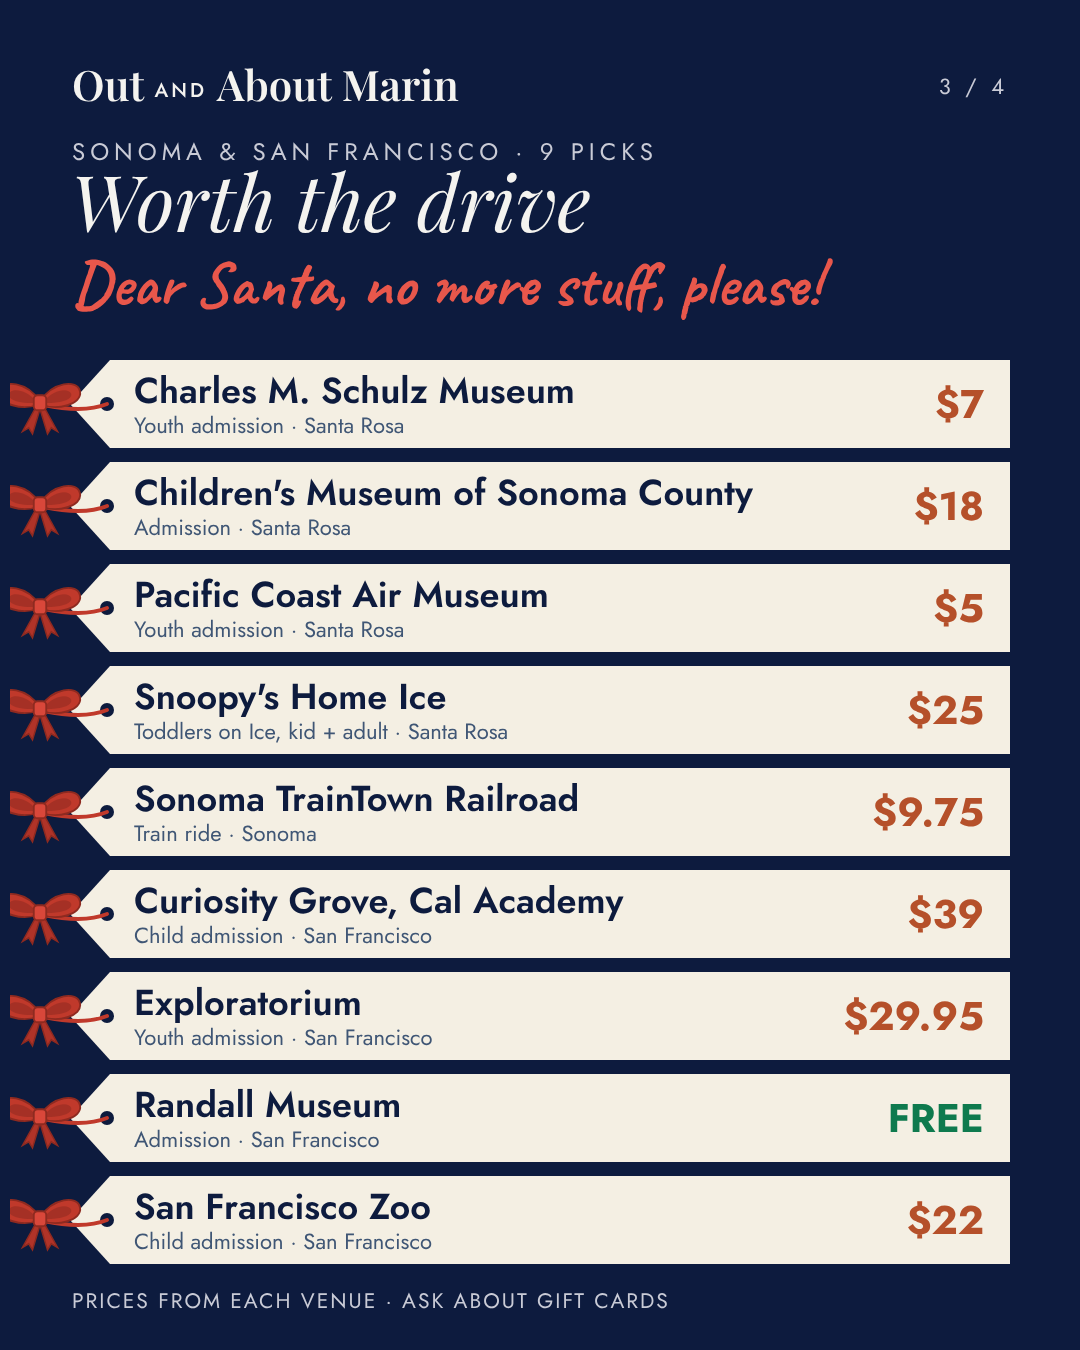 Out AND About Marin
3 / 4
SONOMA & SAN FRANCISCO · 9 PICKS
Worth the drive
Dear Santa, no more stuff, please!
Charles M. Schulz Museum
Youth admission · Santa Rosa
$7
Children's Museum of Sonoma County
Admission · Santa Rosa
$18
Pacific Coast Air Museum
Youth admission · Santa Rosa
$5
Snoopy's Home Ice
Toddlers on Ice, kid + adult · Santa Rosa
$25
Sonoma TrainTown Railroad
Train ride · Sonoma
$9.75
Curiosity Grove, Cal Academy
Child admission · San Francisco
$39
Exploratorium
Youth admission · San Francisco
$29.95
Randall Museum
Admission · San Francisco
FREE
San Francisco Zoo
Child admission · San Francisco
$22
PRICES FROM EACH VENUE · ASK ABOUT GIFT CARDS